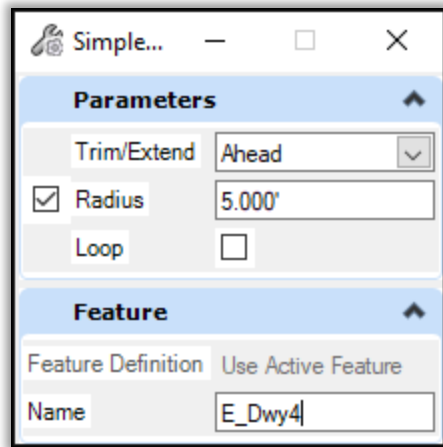 Simple...
Parameters
Trim/Extend Ahead
Radius 5.000'
Loop
Feature
Feature Definition Use Active Feature
Name E_Dwy4